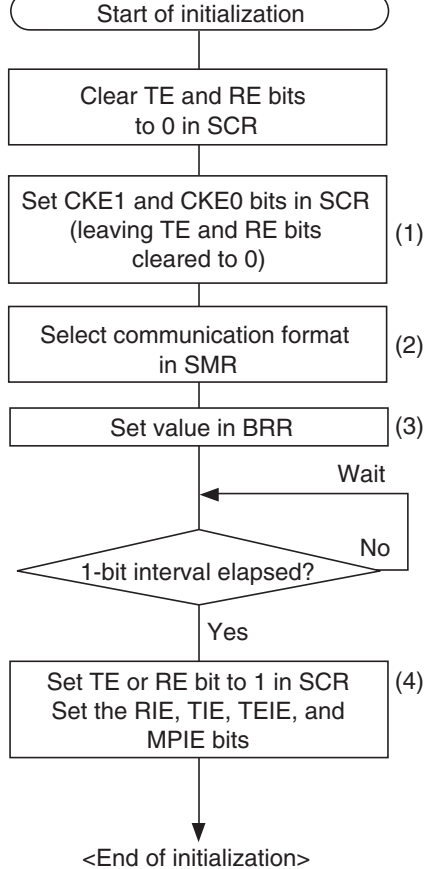 Start of initialization
Clear TE and RE bits
to 0 in SCR
Set CKE1 and CKE0 bits in SCR
(leaving TE and RE bits
cleared to 0)
(1)
Select communication format
in SMR
(2)
Set value in BRR
(3)
Wait
No
1-bit interval elapsed?
Yes
Set TE or RE bit to 1 in SCR
Set the RIE, TIE, TEIE, and
MPIE bits
(4)
<End of initialization>